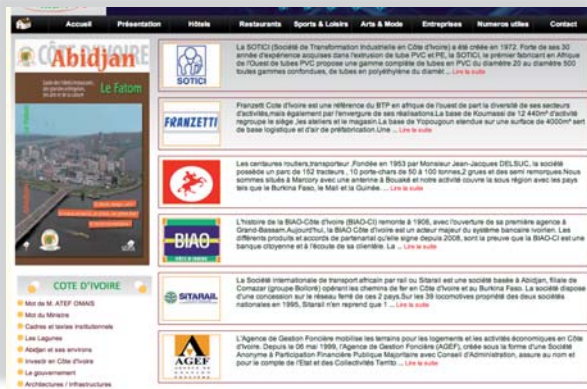 Accueil Présentation Hôtels Restaurants Sports & Loisirs Arts & Mode Entreprises Numeros utiles Contact
CÔTE D'IVOIRE
Abidjan
Le Fatom
SOTICI
La SOTICI (Société de Transformation Industrielle en Côte d'Ivoire) a été créée en 1972. Forte de ses 30
année d'expérience acquises dans l'extrusion de tube PVC et PE, la SOTICI, le prémier fabricant en Afrique
de l'Ouest de tubes PVC propose une gamme complète de tubes en PVC du diamètre 20 au diamètre 500
toutes gammes confondues, de tubes en polyéthylène du diamèt ... Lire la suite
FRANZETTI
Franzetti Cote d'Ivoire est une référence du BTP en afrique de l'ouest de part la diversité de ses secteurs
d'activités,mais également par l'envergure de ses réalisations.La base de Koumassi de 12 440m² d'activité
regroupe le siège ,les ateliers et le magasin.La base de Yopougoun etandue sur une surface de 4000m² sert
de base logistique et d'air de préfabrication.Une ... Lire la suite
Les centaures routiers,transporteur ,Fondée en 1953 par Monsieur Jean-Jacques DELSUC, la société
possède un parc de 152 tracteurs , 10 porte-chars de 50 à 100 tonnes,2 grues et des semi remorques.Nous
sommes situés à Marcory avec une antenne à Bouaké et notre activité couvre la sous région avec les pays
tels que le Burkina Faso, le Mali et la Guinée. ... Lire la suite
BIAO
CÔTE D'IVOIRE
L'histoire de la BIAO-Côte d'Ivoire (BIAO-CI) remonte à 1906, avec l'ouverture de sa première agence à
Grand-Bassam.Aujourd'hui, la BIAO Côte d'Ivoire est un acteur majeur du système bancaire ivoirien. Les
différents produits et accords de partenariat qu'elle signe depuis 2008, sont la preuve que la BIAO-CI est une
banque citoyenne et à l'écoute de sa clientèle. La ... Lire la suite
SITARAIL
La Société internationale de transport africain par rail ou Sitarail est une société basée à Abidjan, filiale de
Comazar (groupe Bolloré) opérant les chemins de fer en Côte d'Ivoire et au Burkina Faso. La société dispose
d'une concession sur le réseau ferré de ces 2 pays.Sur les 39 locomotives propriété des deux sociétés
nationales en 1995, Sitarail n'en reprend que 1 ... Lire la suite
AGEF
AGENCE DE
GESTION
FONCIÈRE
L'Agence de Gestion Foncière mobilise les terrains pour les logements et les activités économiques en Côte
d'Ivoire. Depuis le 06 mai 1999, l'Agence de Gestion Foncière (AGEF), créée sous la forme d'une Société
Anonyme à Participation Financière Publique Majoritaire avec Conseil d'Administration, assure au nom et
pour le compte de l'Etat et des Collectivités Territo ... Lire la suite
COTE D'IVOIRE
Mot de M. ATEF OMAIS
Mot du Ministre
Cadres et textes institutionnels
Les Lagunes
Abidjan et ses environs
Investir en Côte d'Ivoire
Le gouvernement
Architectures / Infrastructures